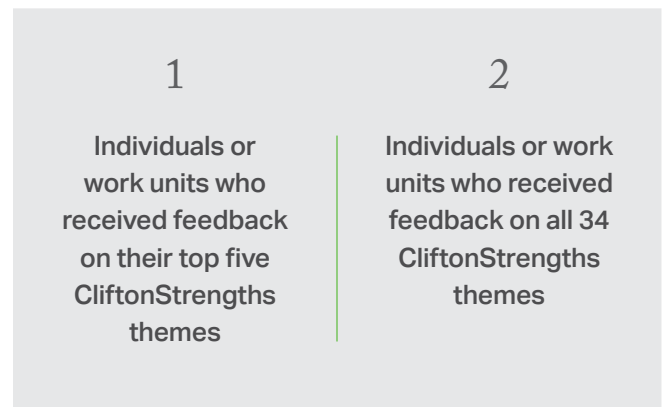 1
Individuals or
work units who
received feedback
on their top five
CliftonStrengths
themes
2
Individuals or work
units who received
feedback on all 34
CliftonStrengths
themes